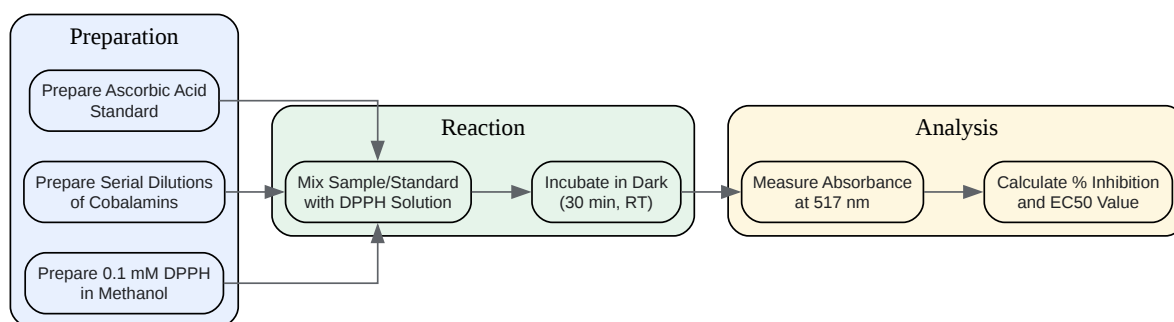 Preparation
Prepare Ascorbic Acid
Standard
Prepare Serial Dilutions
of Cobalamins
Prepare 0.1 mM DPPH
in Methanol
Reaction
Mix Sample/Standard
with DPPH Solution
Incubate in Dark
(30 min, RT)
Analysis
Measure Absorbance
at 517 nm
Calculate % Inhibition
and EC50 Value